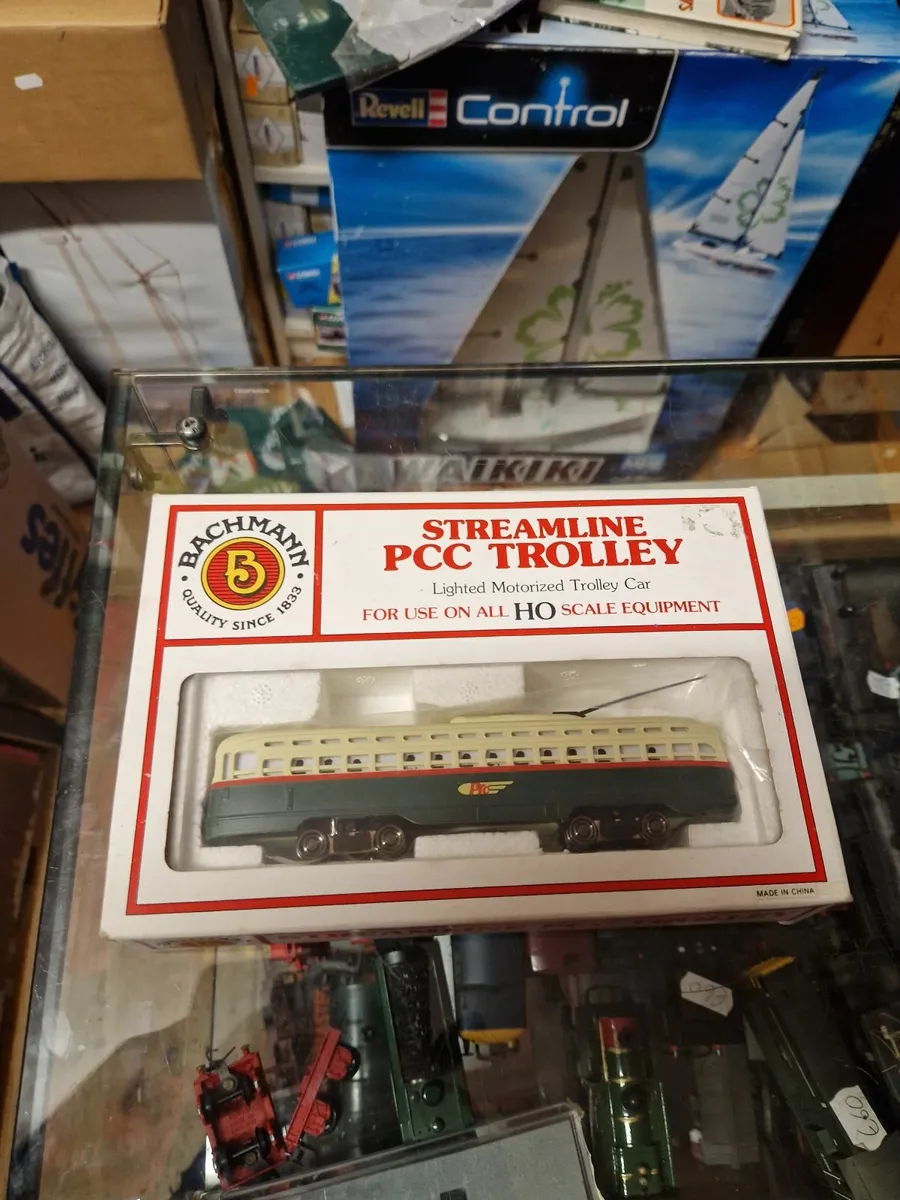 Revell Control
WAIKIKI
BACHMANN
B
QUALITY SINCE 1833
STREAMLINE
PCC TROLLEY
Lighted Motorized Trolley Car
FOR USE ON ALL HO SCALE EQUIPMENT
PCC
MADE IN CHINA